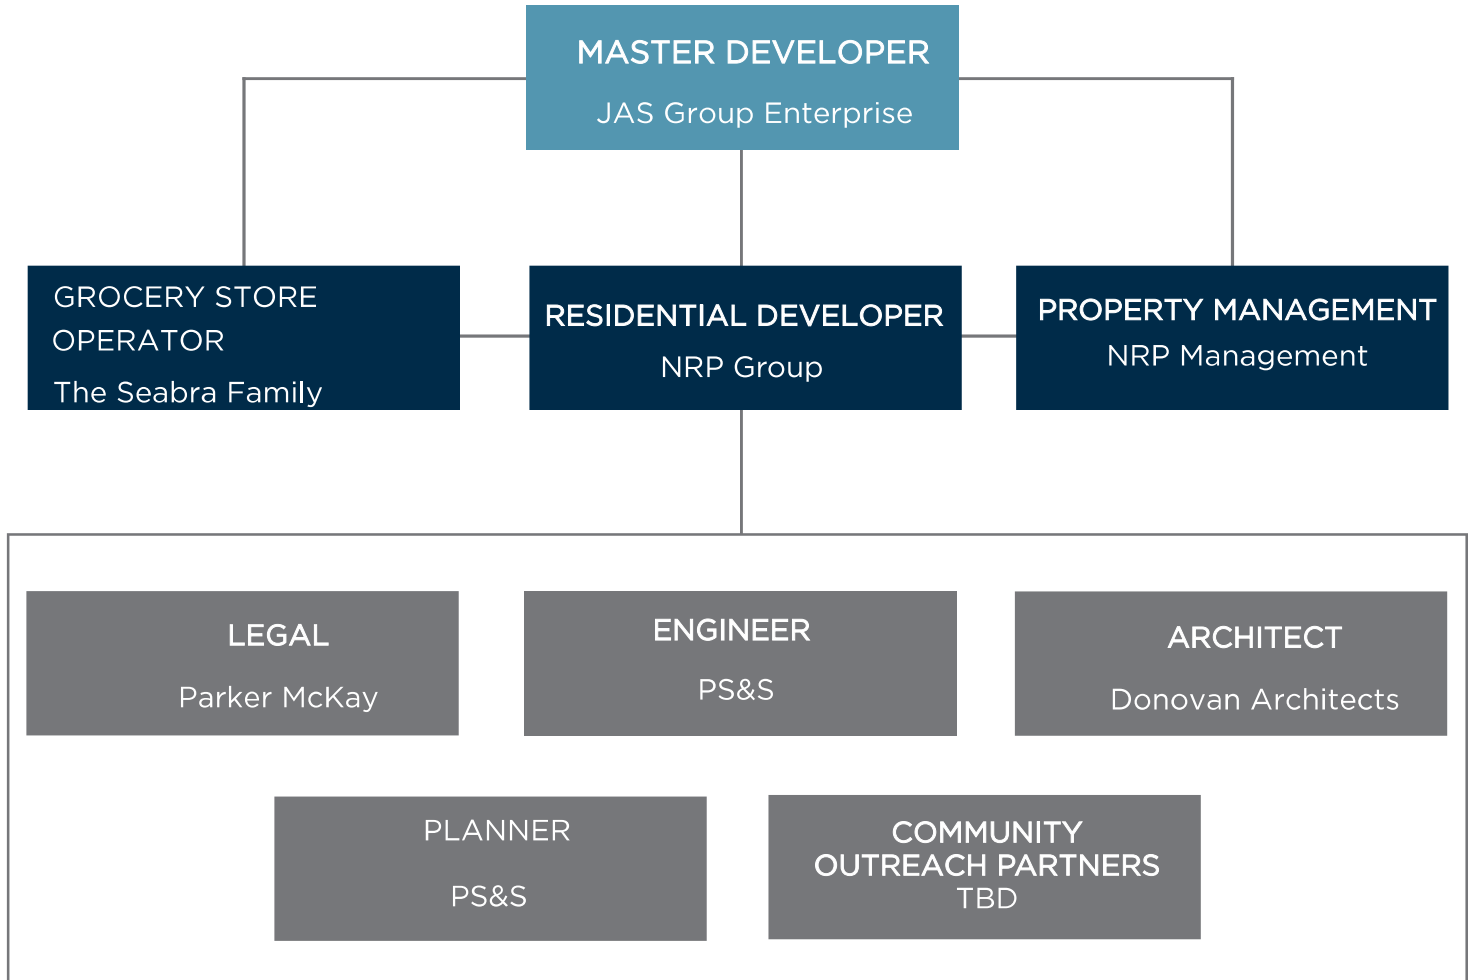 MASTER DEVELOPER
JAS Group Enterprise
GROCERY STORE
OPERATOR
The Seabra Family
RESIDENTIAL DEVELOPER
NRP Group
PROPERTY MANAGEMENT
NRP Management
LEGAL
Parker McKay
ENGINEER
PS&S
ARCHITECT
Donovan Architects
PLANNER
PS&S
COMMUNITY
OUTREACH PARTNERS
TBD